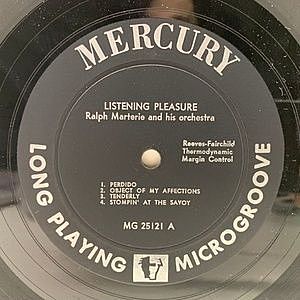 MERCURY
LISTENING PLEASURE
Ralph Marterie and his orchestra
Reeves-Fairchild
Thermodynamic
Margin Control
1. PERDIDO
2. OBJECT OF MY AFFECTIONS
3. TENDERLY
4. STOMPIN' AT THE SAVOY
MG 25121 A
LONG PLAYING MICROGROOVE